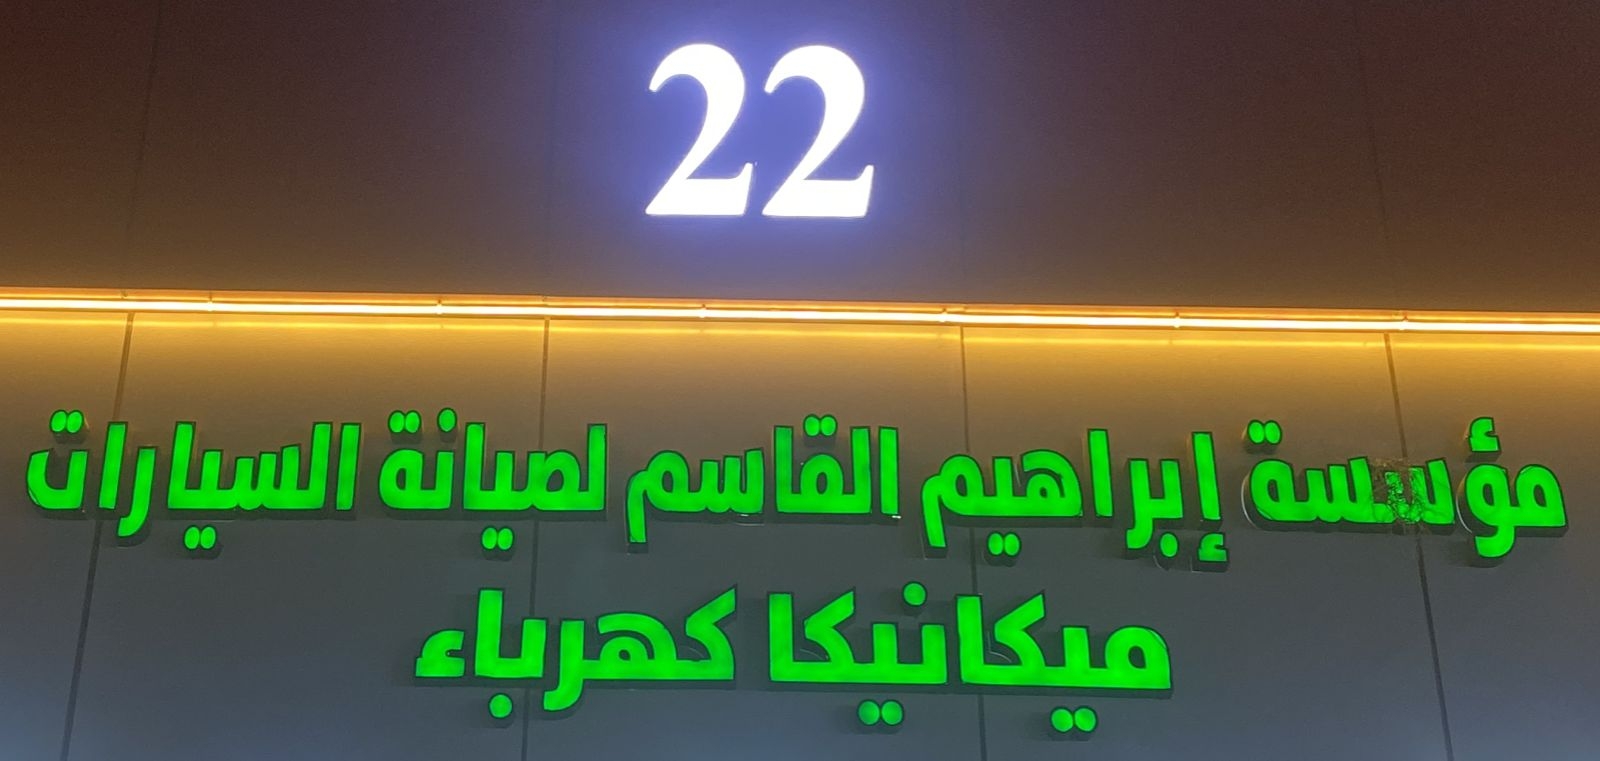 22
مؤسسة إبراهيم القاسم لصيانة السيارات
ميكانيكا كهرباء